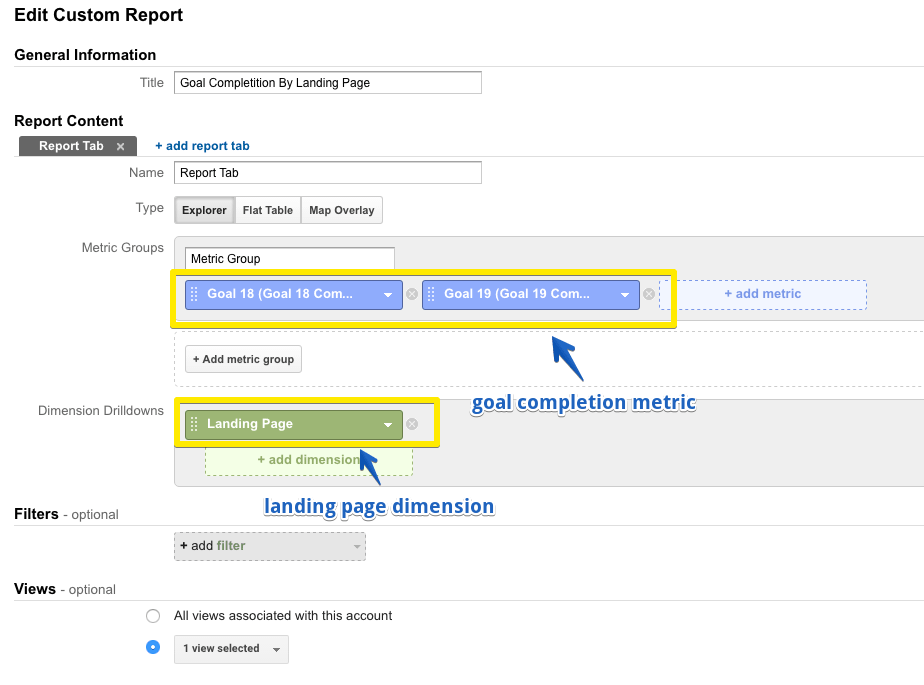 Edit Custom Report
General Information
Title Goal Completition By Landing Page
Report Content
Report Tab × + add report tab
Name Report Tab
Type Explorer Flat Table Map Overlay
Metric Groups
Metric Group
Goal 18 (Goal 18 Com... Goal 19 (Goal 19 Com... + add metric
+ Add metric group
goal completion metric
Dimension Drilldowns
Landing Page
+ add dimension
landing page dimension
Filters - optional
+ add filter
Views - optional
All views associated with this account
1 view selected